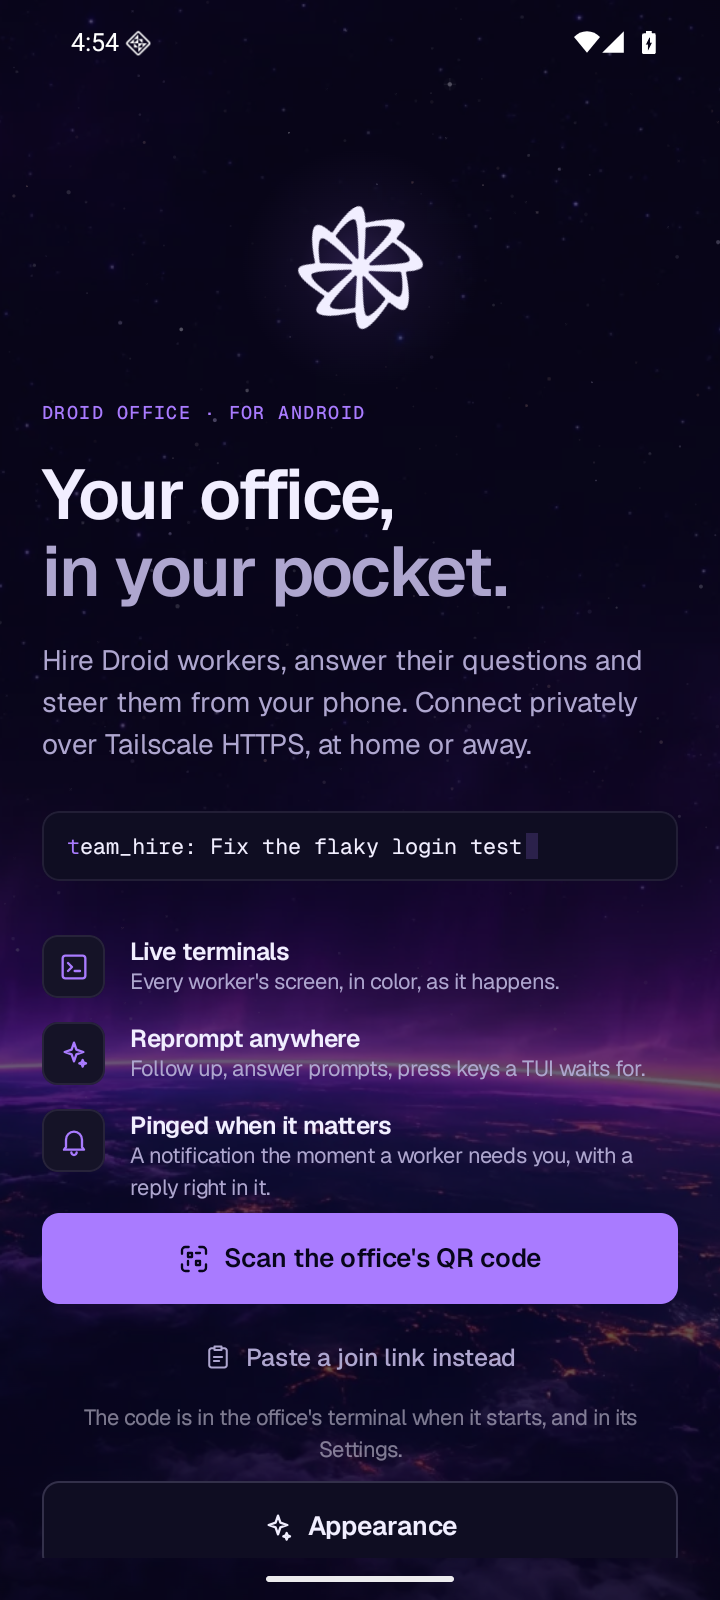 4:54
DROID OFFICE · FOR ANDROID
Your office,
in your pocket.
Hire Droid workers, answer their questions and
steer them from your phone. Connect privately
over Tailscale HTTPS, at home or away.
team_hire: Fix the flaky login test
Live terminals
Every worker's screen, in color, as it happens.
Reprompt anywhere
Follow up, answer prompts, press keys a TUI waits for.
Pinged when it matters
A notification the moment a worker needs you, with a
reply right in it.
Scan the office's QR code
Paste a join link instead
The code is in the office's terminal when it starts, and in its
Settings.
Appearance